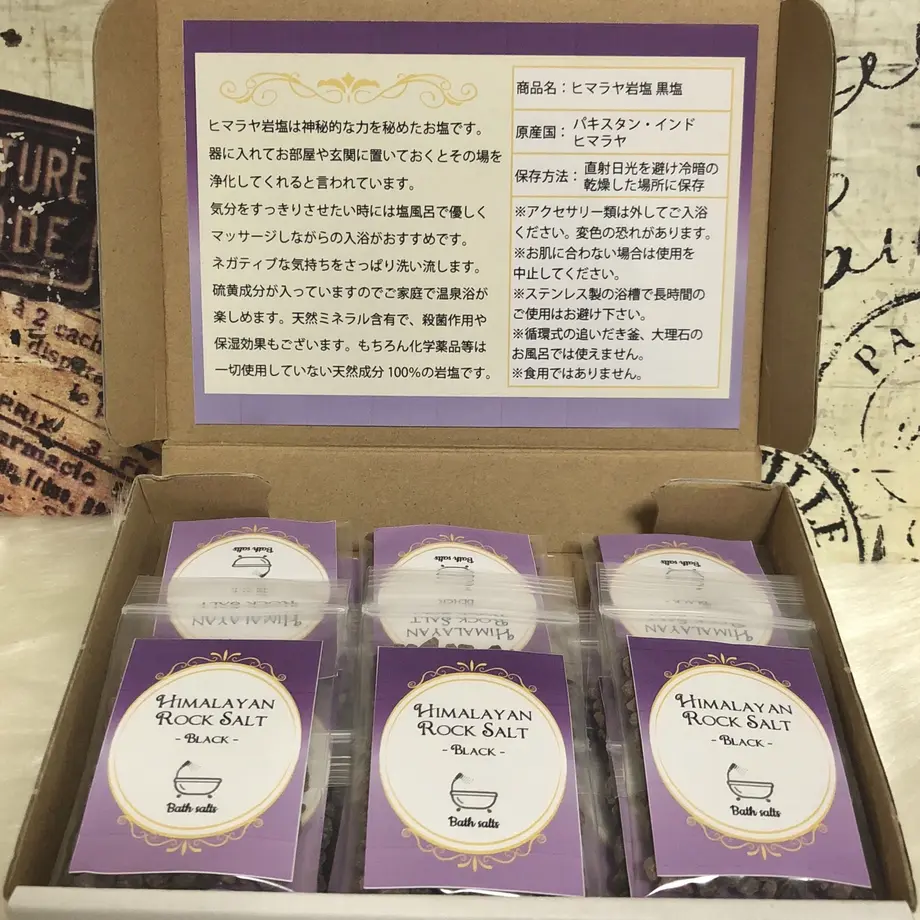 ヒマラヤ岩塩は神秘的な力を秘めたお塩です。
器に入れてお部屋や玄関に置いておくとその場を
浄化してくれると言われています。
気分をすっきりさせたい時には塩風呂で優しく
マッサージしながらの入浴がおすすめです。
ネガティブな気持ちをさっぱり洗い流します。
硫黄成分が入っていますのでご家庭で温泉浴が
楽しめます。天然ミネラル含有で、殺菌作用や
保湿効果もございます。もちろん化学薬品等は
一切使用していない天然成分100%の岩塩です。
商品名：ヒマラヤ岩塩 黒塩
原産国：パキスタン・インド
ヒマラヤ
保存方法：直射日光を避け冷暗の
乾燥した場所に保存
※アクセサリー類は外してご入浴
ください。変色の恐れがあります。
※お肌に合わない場合は使用を
中止してください。
※ステンレス製の浴槽で長時間の
ご使用はお避け下さい。
※循環式の追いだき釜、大理石の
お風呂では使えません。
※食用ではありません。
Bath salts
ROCK SALT
HIMALAYAN
Bath salts
ROCK SALT
HIMALAYAN
Bath salts
HIMALAYAN
HIMALAYAN
ROCK SALT
- BLACK -
Bath salts
HIMALAYAN
ROCK SALT
- BLACK -
Bath salts
HIMALAYAN
ROCK SALT
- BLACK -
Bath salts
TURE
DE
à 2 cach
PRIX